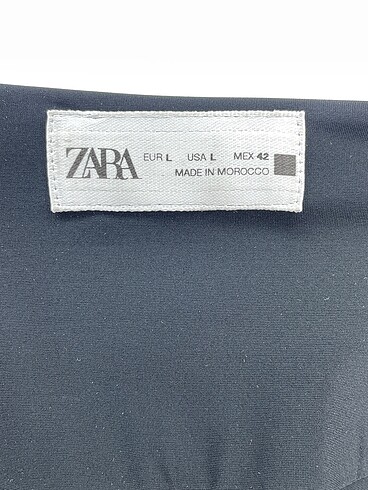 ZARA
EUR L USA L MEX 42
MADE IN MOROCCO